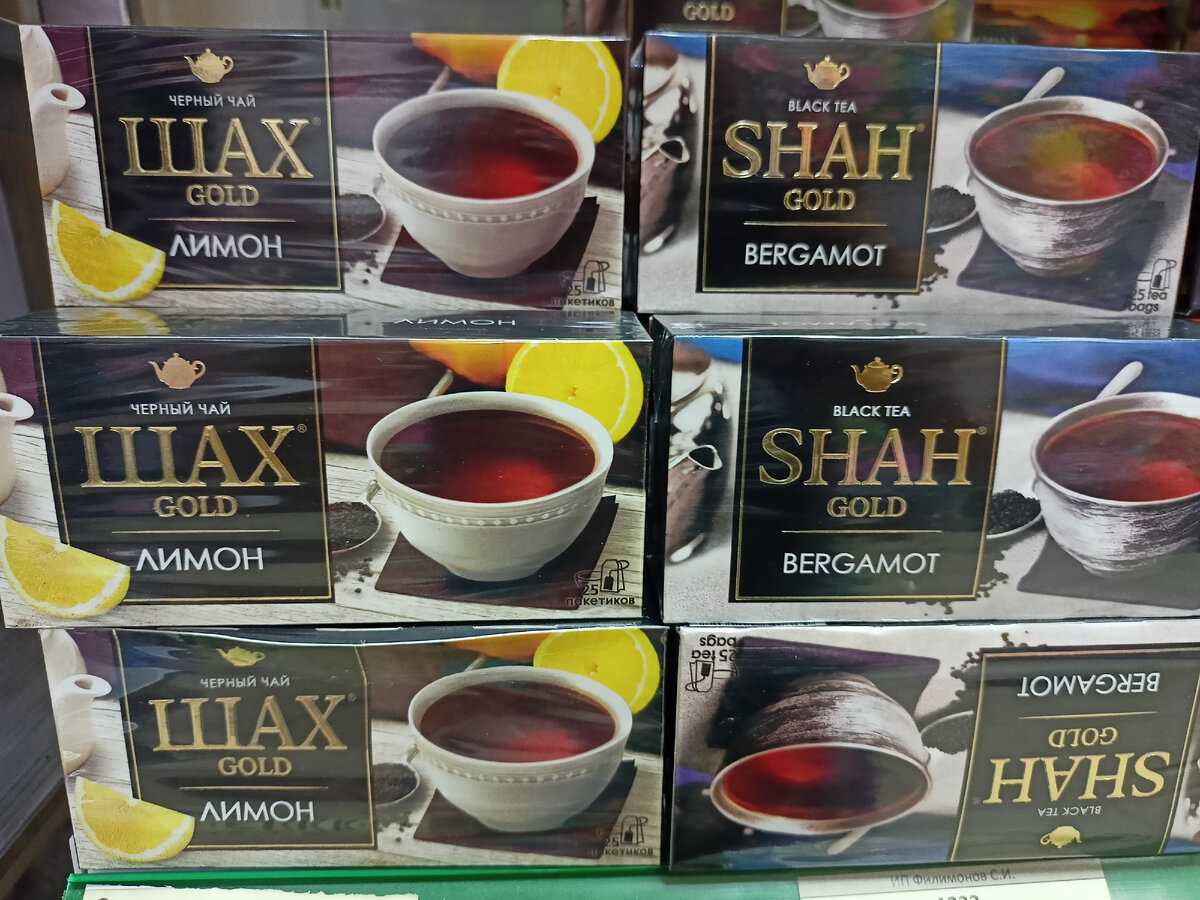 GOLD
ЧЕРНЫЙ ЧАЙ
ШАХ®
GOLD
ЛИМОН
25
пакетиков
BLACK TEA
SHAH®
GOLD
BERGAMOT
25 tea
bags
ЛИМОН
ЧЕРНЫЙ ЧАЙ
ШАХ®
GOLD
ЛИМОН
25
пакетиков
BLACK TEA
SHAH®
GOLD
BERGAMOT
ЧЕРНЫЙ ЧАЙ
ШАХ®
GOLD
ЛИМОН
25
пакетиков
BLACK TEA
SHAH®
GOLD
BERGAMOT
25 tea
bags
ИП Филимонов С.И.